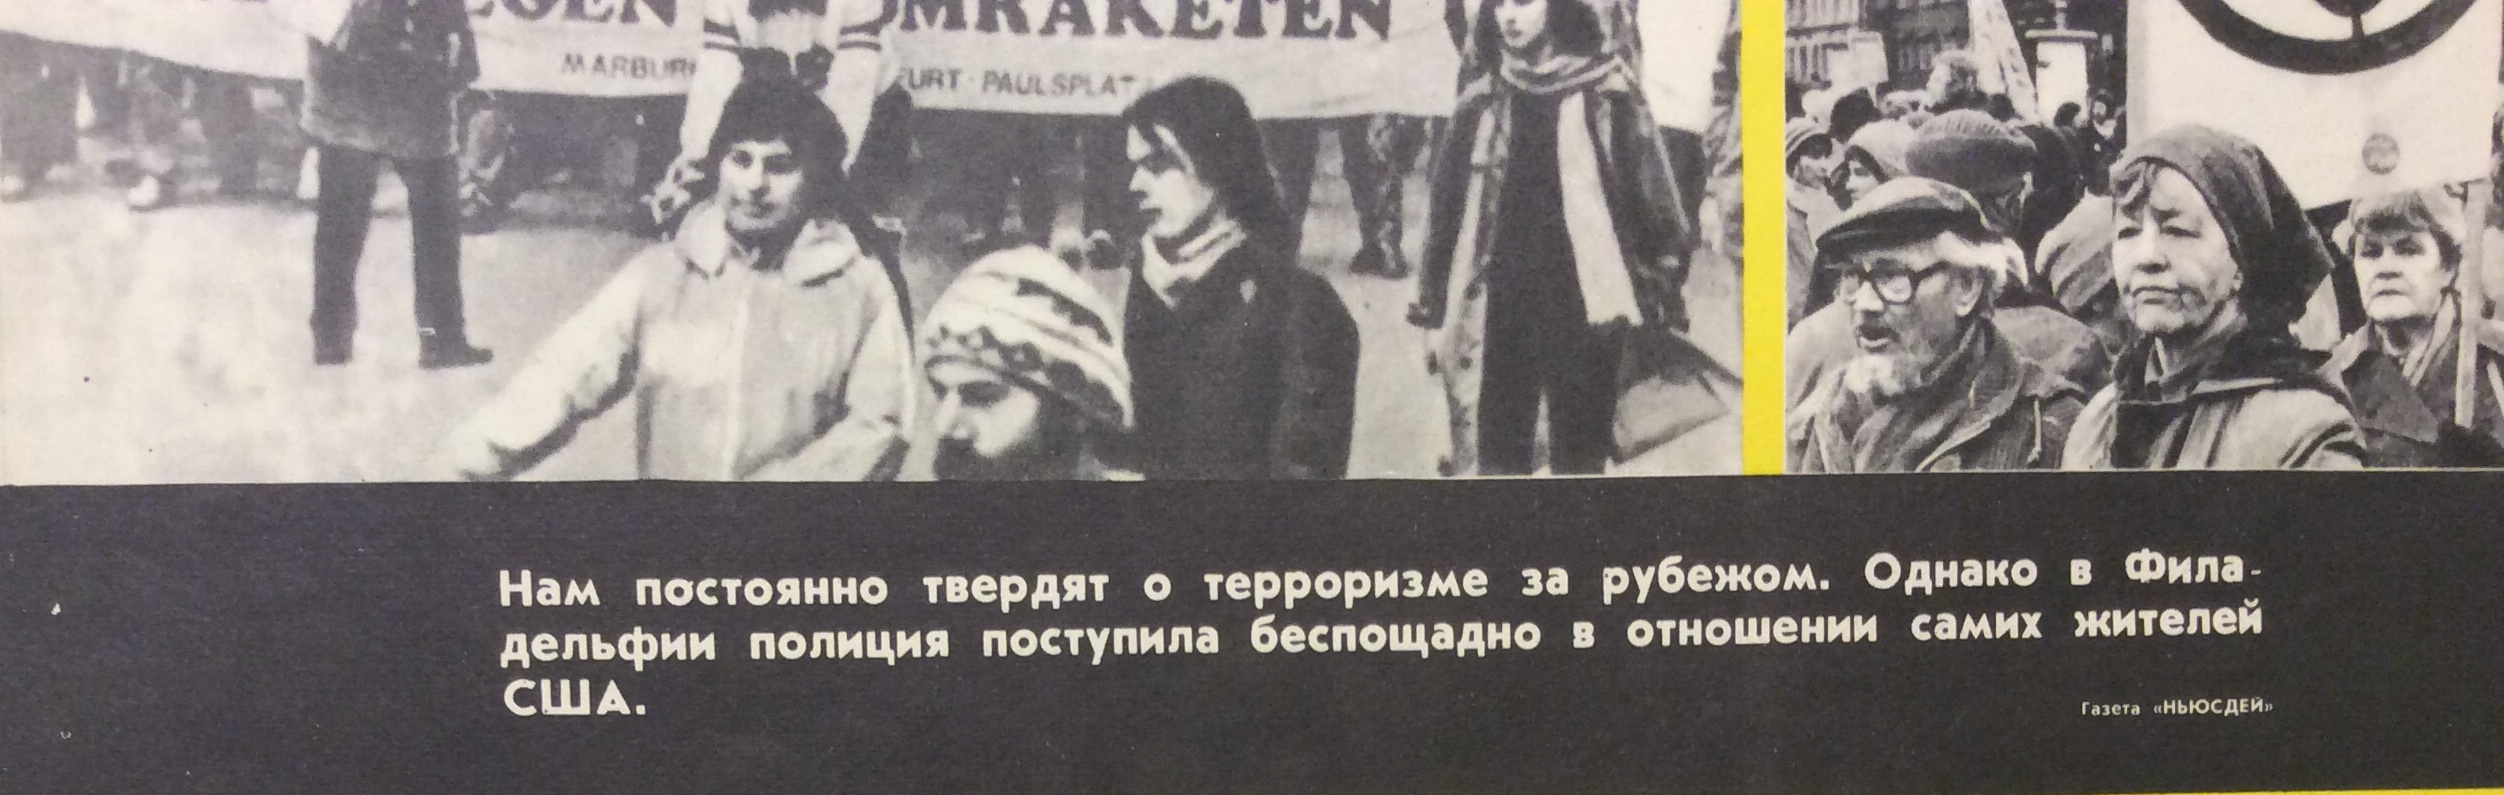 MRAKETEN
MARBUR
FURT · PAULSPLAT
Нам постоянно твердят о терроризме за рубежом. Однако в Фила-
дельфии полиция поступила беспощадно в отношении самих жителей
США.
Газета «НЬЮСДЕЙ»